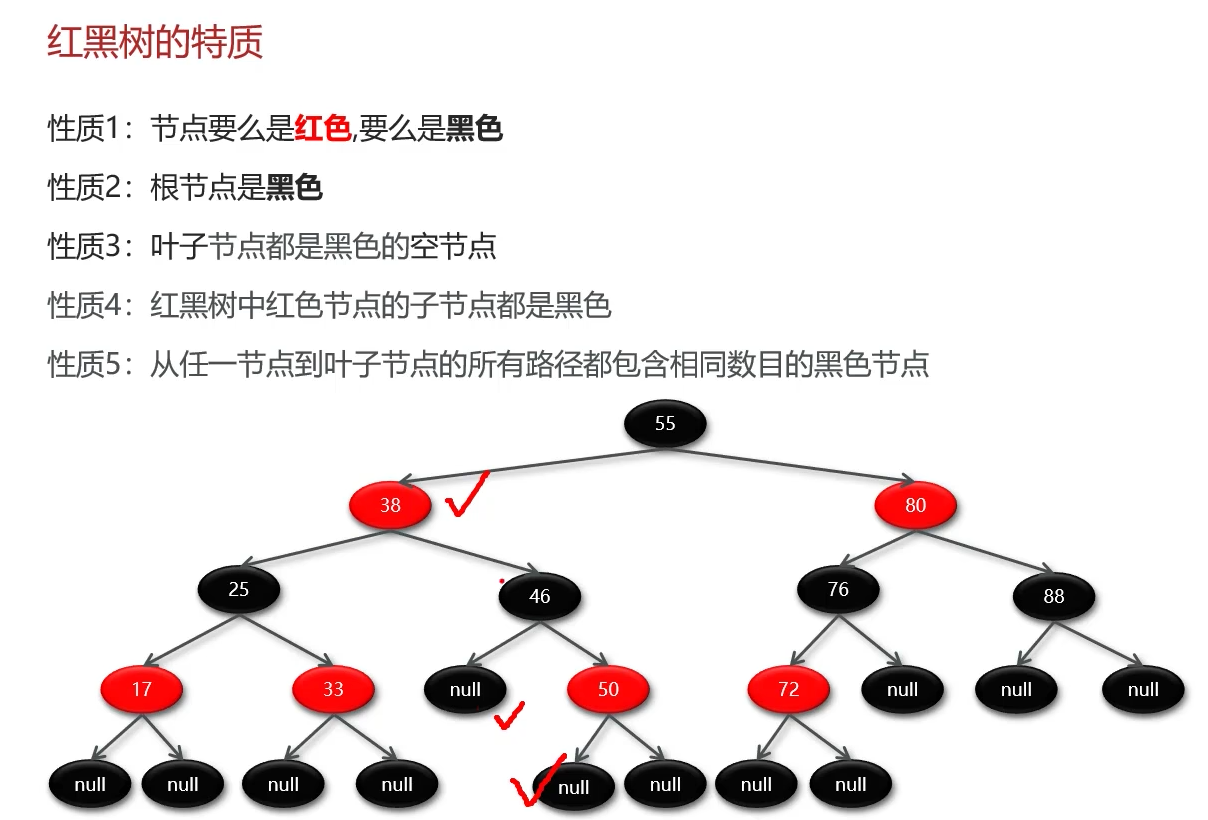 红黑树的特质
性质1：节点要么是红色,要么是黑色
性质2：根节点是黑色
性质3：叶子节点都是黑色的空节点
性质4：红黑树中红色节点的子节点都是黑色
性质5：从任一节点到叶子节点的所有路径都包含相同数目的黑色节点
55
38 80
25 46 76 88
17 33 null 50 72 null null null
null null null null null null null null